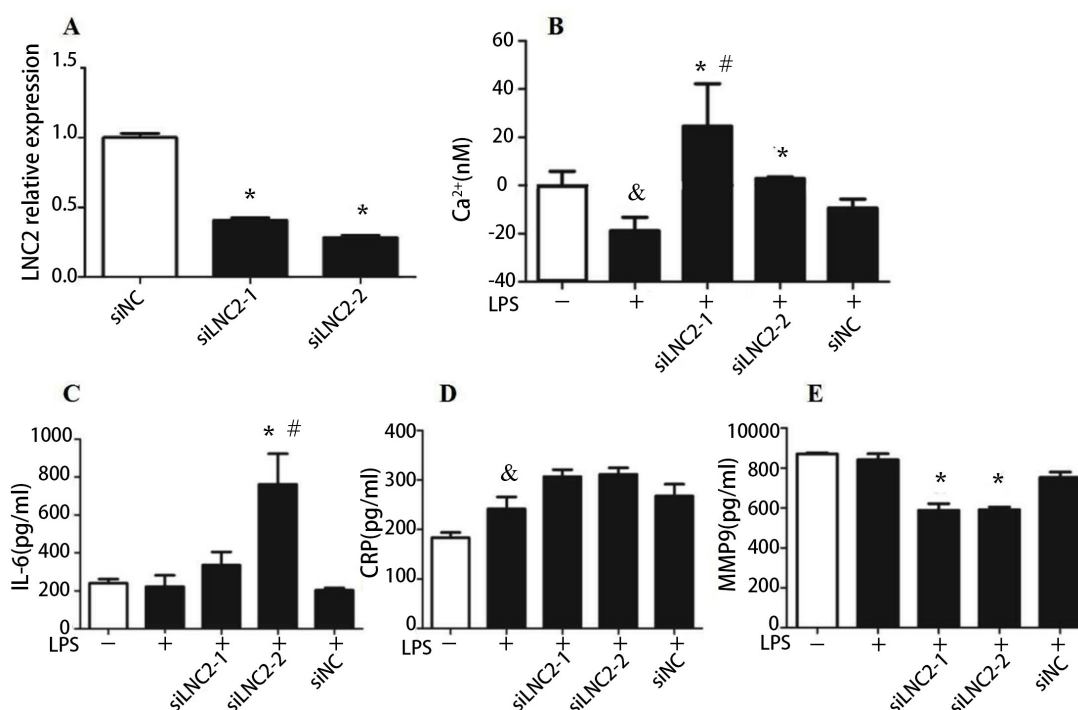 A
LNC2 relative expression
1.5
1.0
0.5
0.0
*
*
siNC
siLNC2-1
siLNC2-2
B
Ca²⁺(nM)
60
40
20
0
-20
-40
&
* #
*
LPS − + + + +
siLNC2-1
siLNC2-2
siNC
C
IL-6(pg/ml)
1000
800
600
400
200
0
* #
LPS − + + + +
siLNC2-1
siLNC2-2
siNC
D
CRP(pg/ml)
400
300
200
100
0
&
LPS − + + + +
siLNC2-1
siLNC2-2
siNC
E
MMP9(pg/ml)
10000
800
600
400
200
0
*
*
LPS − + + + +
siLNC2-1
siLNC2-2
siNC